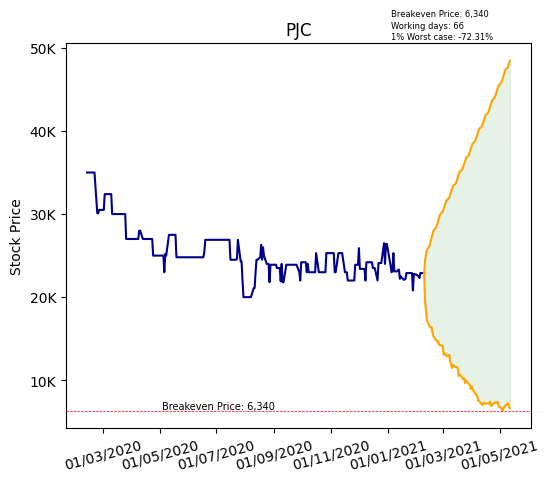 Breakeven Price: 6,340
Working days: 66
1% Worst case: -72.31%
PJC
Stock Price
50K
40K
30K
20K
10K
Breakeven Price: 6,340
01/03/2020
01/05/2020
01/07/2020
01/09/2020
01/11/2020
01/01/2021
01/03/2021
01/05/2021